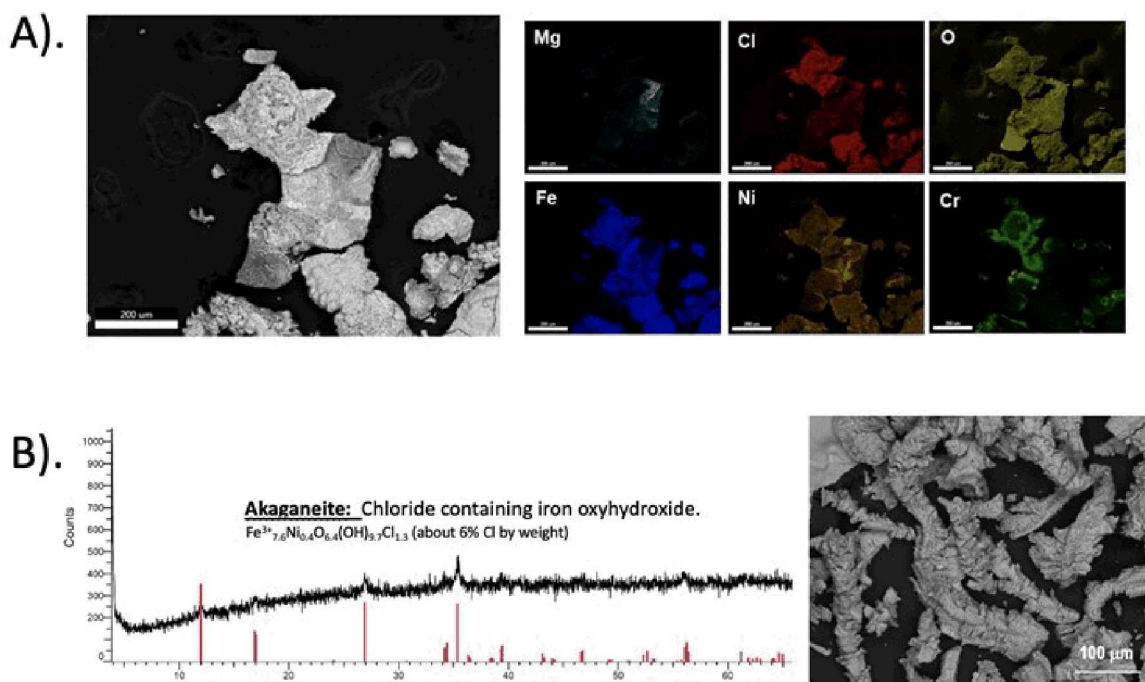 A).
200 um
Mg
Cl
O
Fe
Ni
Cr
B).
Counts
1000
900
800
700
600
500
400
300
200
0
10
20
30
40
50
60
Akaganeite: Chloride containing iron oxyhydroxide.
Fe³⁺₇.₆Ni₀.₄O₆.₄(OH)₉.₇Cl₁.₃ (about 6% Cl by weight)
100 µm